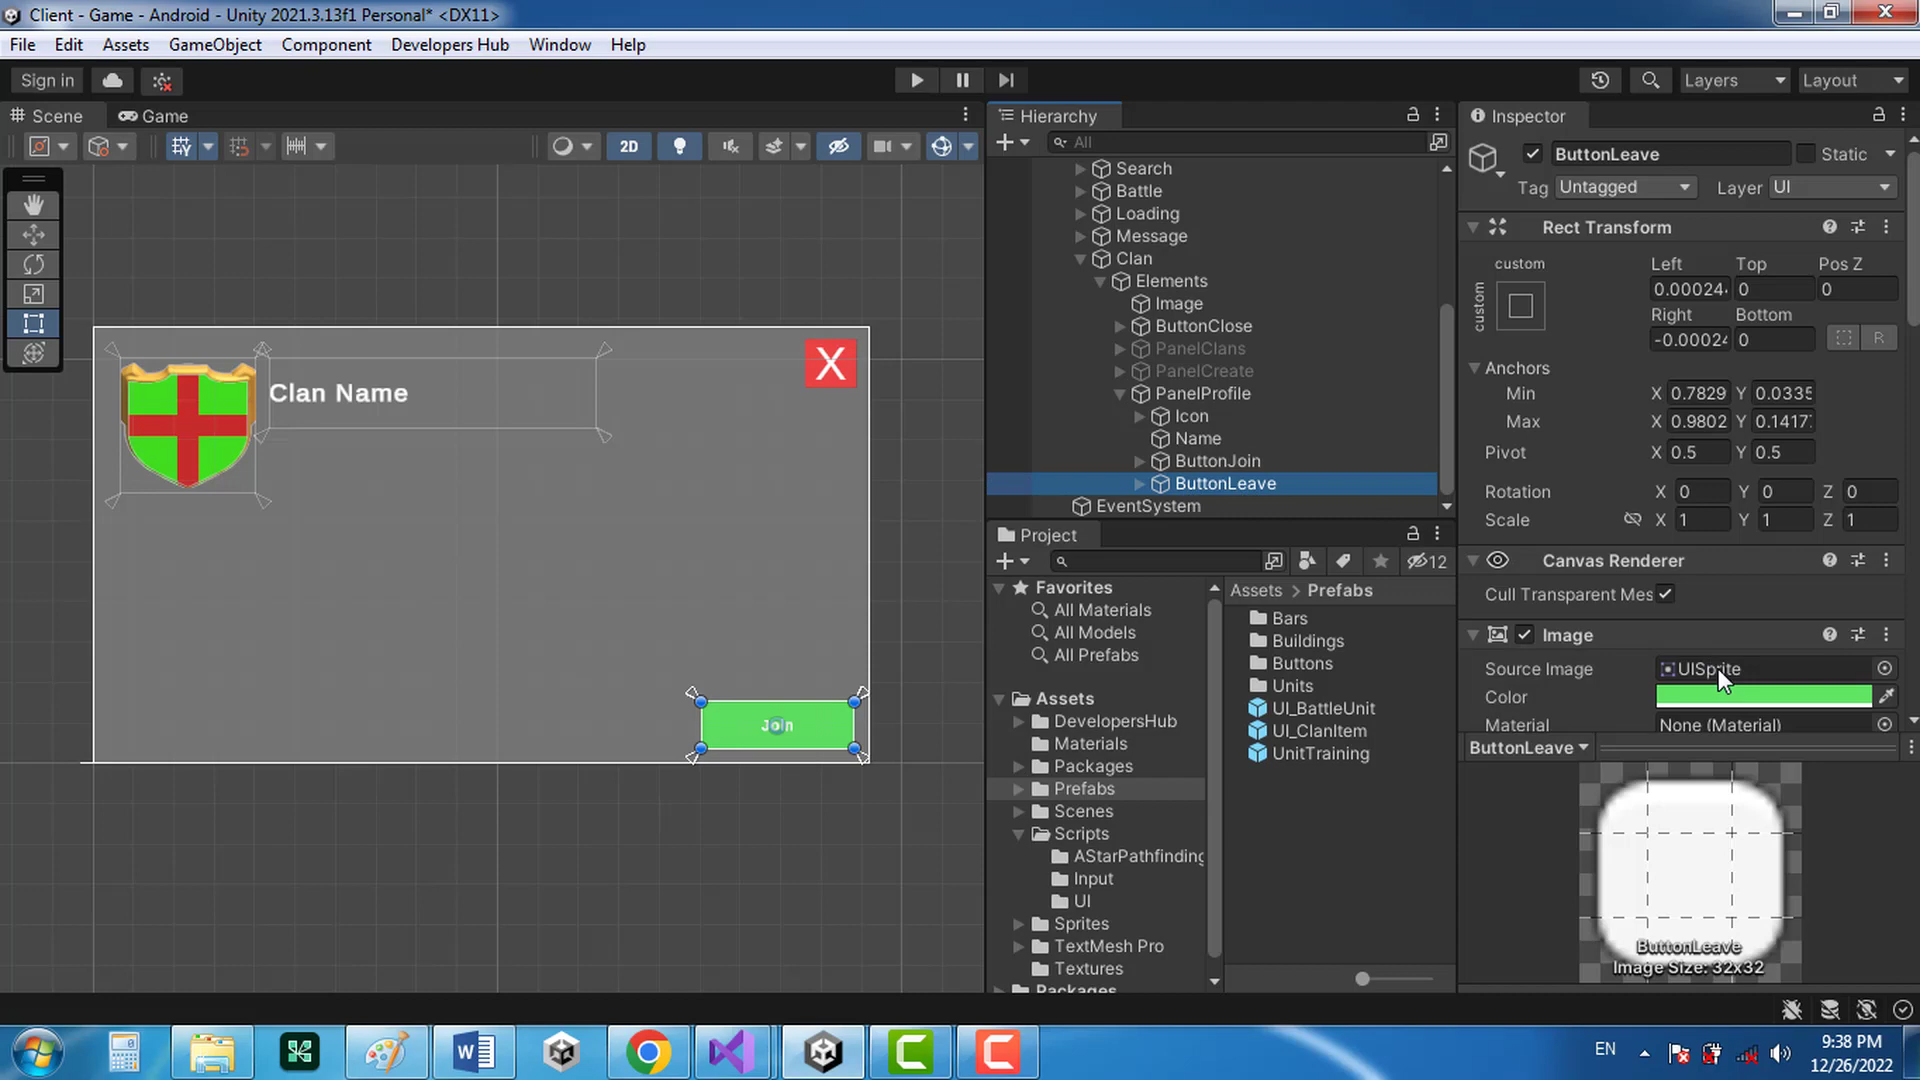 Client - Game - Android - Unity 2021.3.13f1 Personal* <DX11>
File Edit Assets GameObject Component Developers Hub Window Help
Sign in
Layers
Layout
Scene
Game
2D
Hierarchy
All
Search
Battle
Loading
Message
Clan
Elements
Image
ButtonClose
PanelClans
PanelCreate
PanelProfile
Icon
Name
ButtonJoin
ButtonLeave
EventSystem
Clan Name
X
Join
Project
12
Favorites
All Materials
All Models
All Prefabs
Assets
DevelopersHub
Materials
Packages
Prefabs
Scenes
Scripts
AStarPathfinding
Input
UI
Sprites
TextMesh Pro
Textures
Packages
Assets > Prefabs
Bars
Buildings
Buttons
Units
UI_BattleUnit
UI_ClanItem
UnitTraining
Inspector
ButtonLeave
Static
Tag Untagged Layer UI
Rect Transform
custom
custom
Left Top Pos Z
0.00024 0 0
Right Bottom
-0.0002 0
R
Anchors
Min X 0.7829 Y 0.0335
Max X 0.9802 Y 0.1417
Pivot X 0.5 Y 0.5
Rotation X 0 Y 0 Z 0
Scale X 1 Y 1 Z 1
Canvas Renderer
Cull Transparent Mes
Image
Source Image UISprite
Color
Material None (Material)
ButtonLeave
ButtonLeave
Image Size: 32x32
EN
9:38 PM
12/26/2022